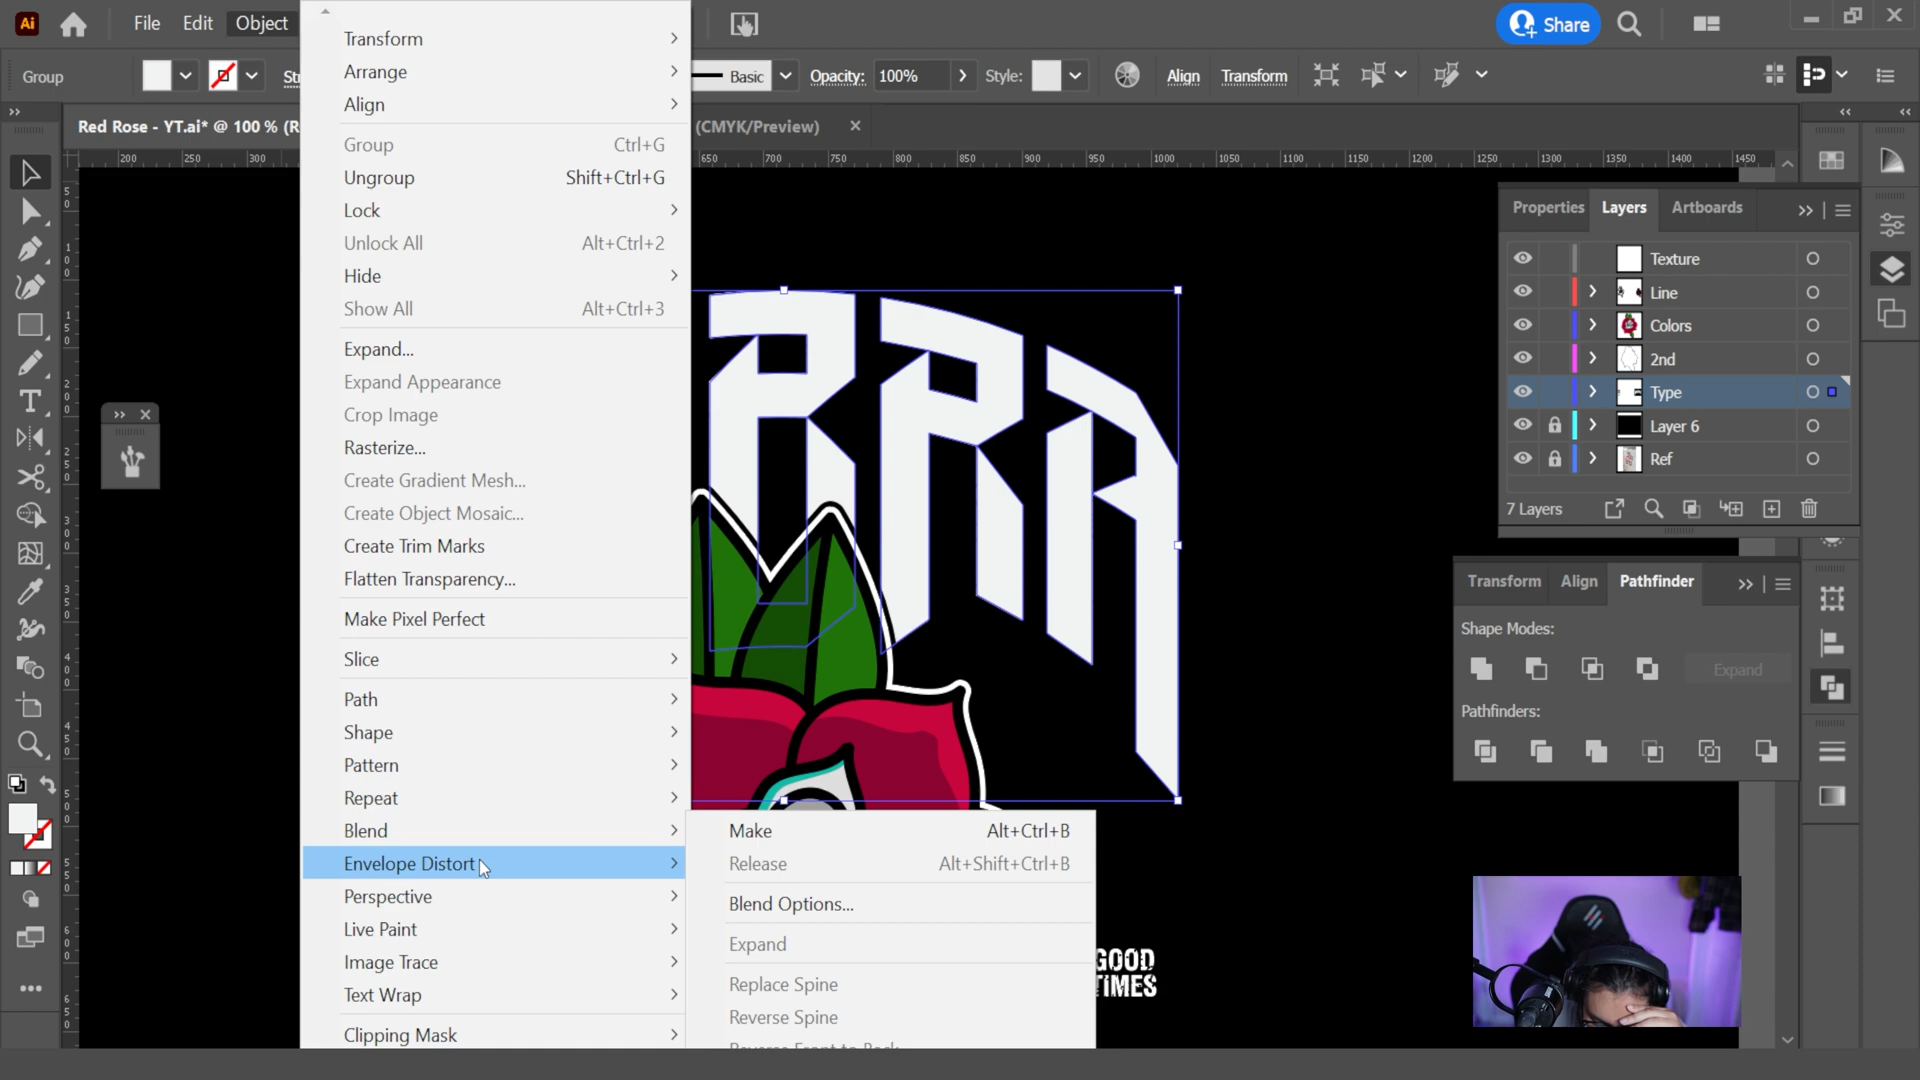 Ai
File
Edit
Object
Share
Group
Basic
Opacity:
100%
Style:
Align
Transform
Red Rose - YT.ai* @ 100 % (R
(CMYK/Preview)
200
250
300
650
700
750
800
850
900
950
1000
1050
1100
1150
1200
1250
1300
1350
1400
1450
Transform
Arrange
Align
Group Ctrl+G
Ungroup Shift+Ctrl+G
Lock
Unlock All Alt+Ctrl+2
Hide
Show All Alt+Ctrl+3
Expand...
Expand Appearance
Crop Image
Rasterize...
Create Gradient Mesh...
Create Object Mosaic...
Create Trim Marks
Flatten Transparency...
Make Pixel Perfect
Slice
Path
Shape
Pattern
Repeat
Blend
Envelope Distort
Perspective
Live Paint
Image Trace
Text Wrap
Clipping Mask
Make Alt+Ctrl+B
Release Alt+Shift+Ctrl+B
Blend Options...
Expand
Replace Spine
Reverse Spine
Reverse Front to Back
RRA
GOOD
TIMES
Properties
Layers
Artboards
Texture
Line
Colors
2nd
Type
Layer 6
Ref
7 Layers
Transform
Align
Pathfinder
Shape Modes:
Expand
Pathfinders: